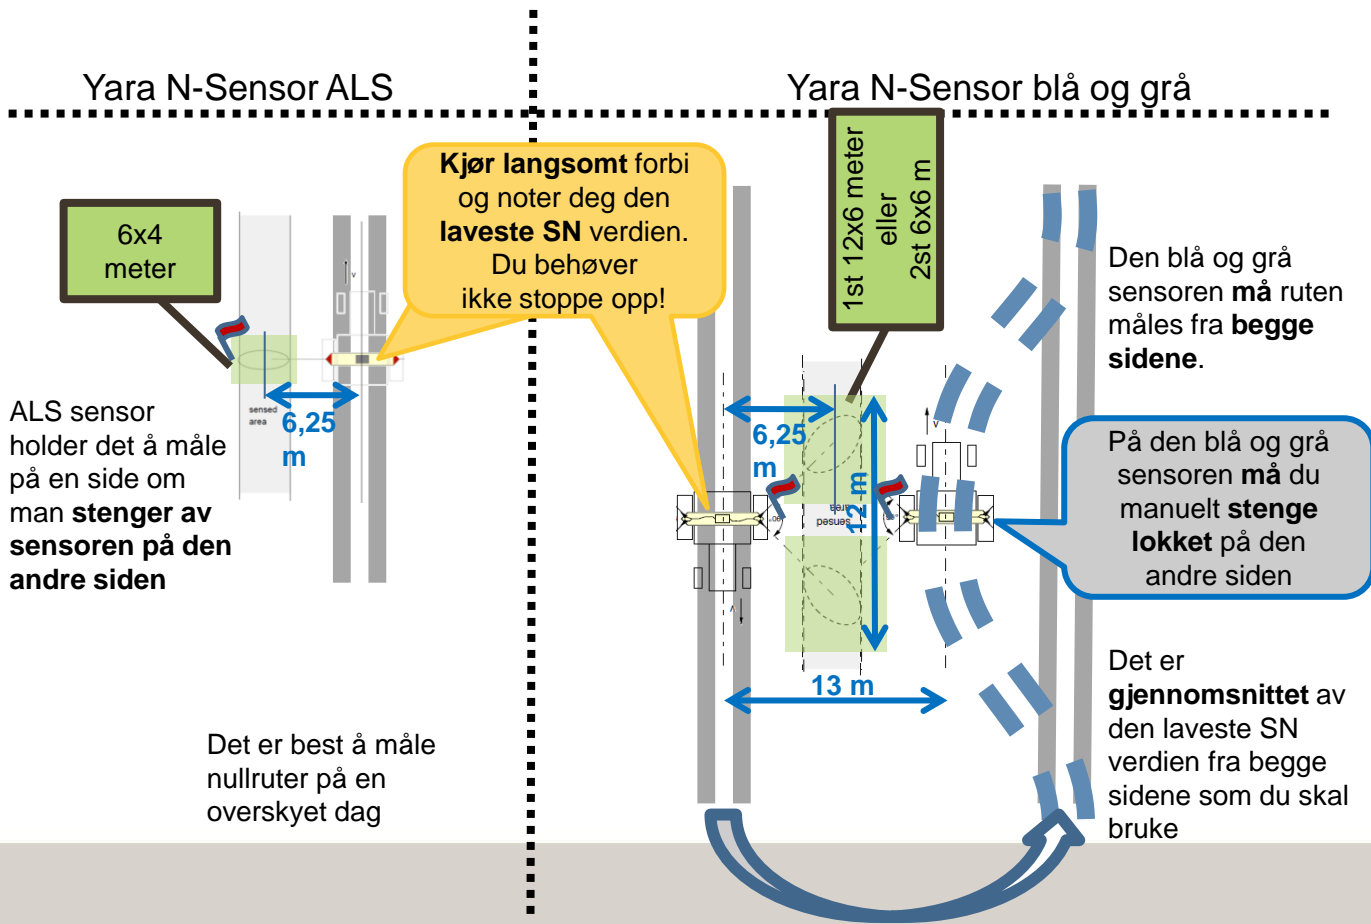 Yara N-Sensor ALS
6x4
meter
sensed
area
6,25
m
ALS sensor
holder det å måle
på en side om
man stenger av
sensoren på den
andre siden
Det er best å måle
nullruter på en
overskyet dag
Kjør langsomt forbi
og noter deg den
laveste SN verdien.
Du behøver
ikke stoppe opp!
Yara N-Sensor blå og grå
1st 12x6 meter
eller
2st 6x6 m
6,25
m
12 m
sensed
area
13 m
Den blå og grå
sensoren må ruten
måles fra begge
sidene.
På den blå og grå
sensoren må du
manuelt stenge
lokket på den
andre siden
Det er
gjennomsnittet av
den laveste SN
verdien fra begge
sidene som du skal
bruke